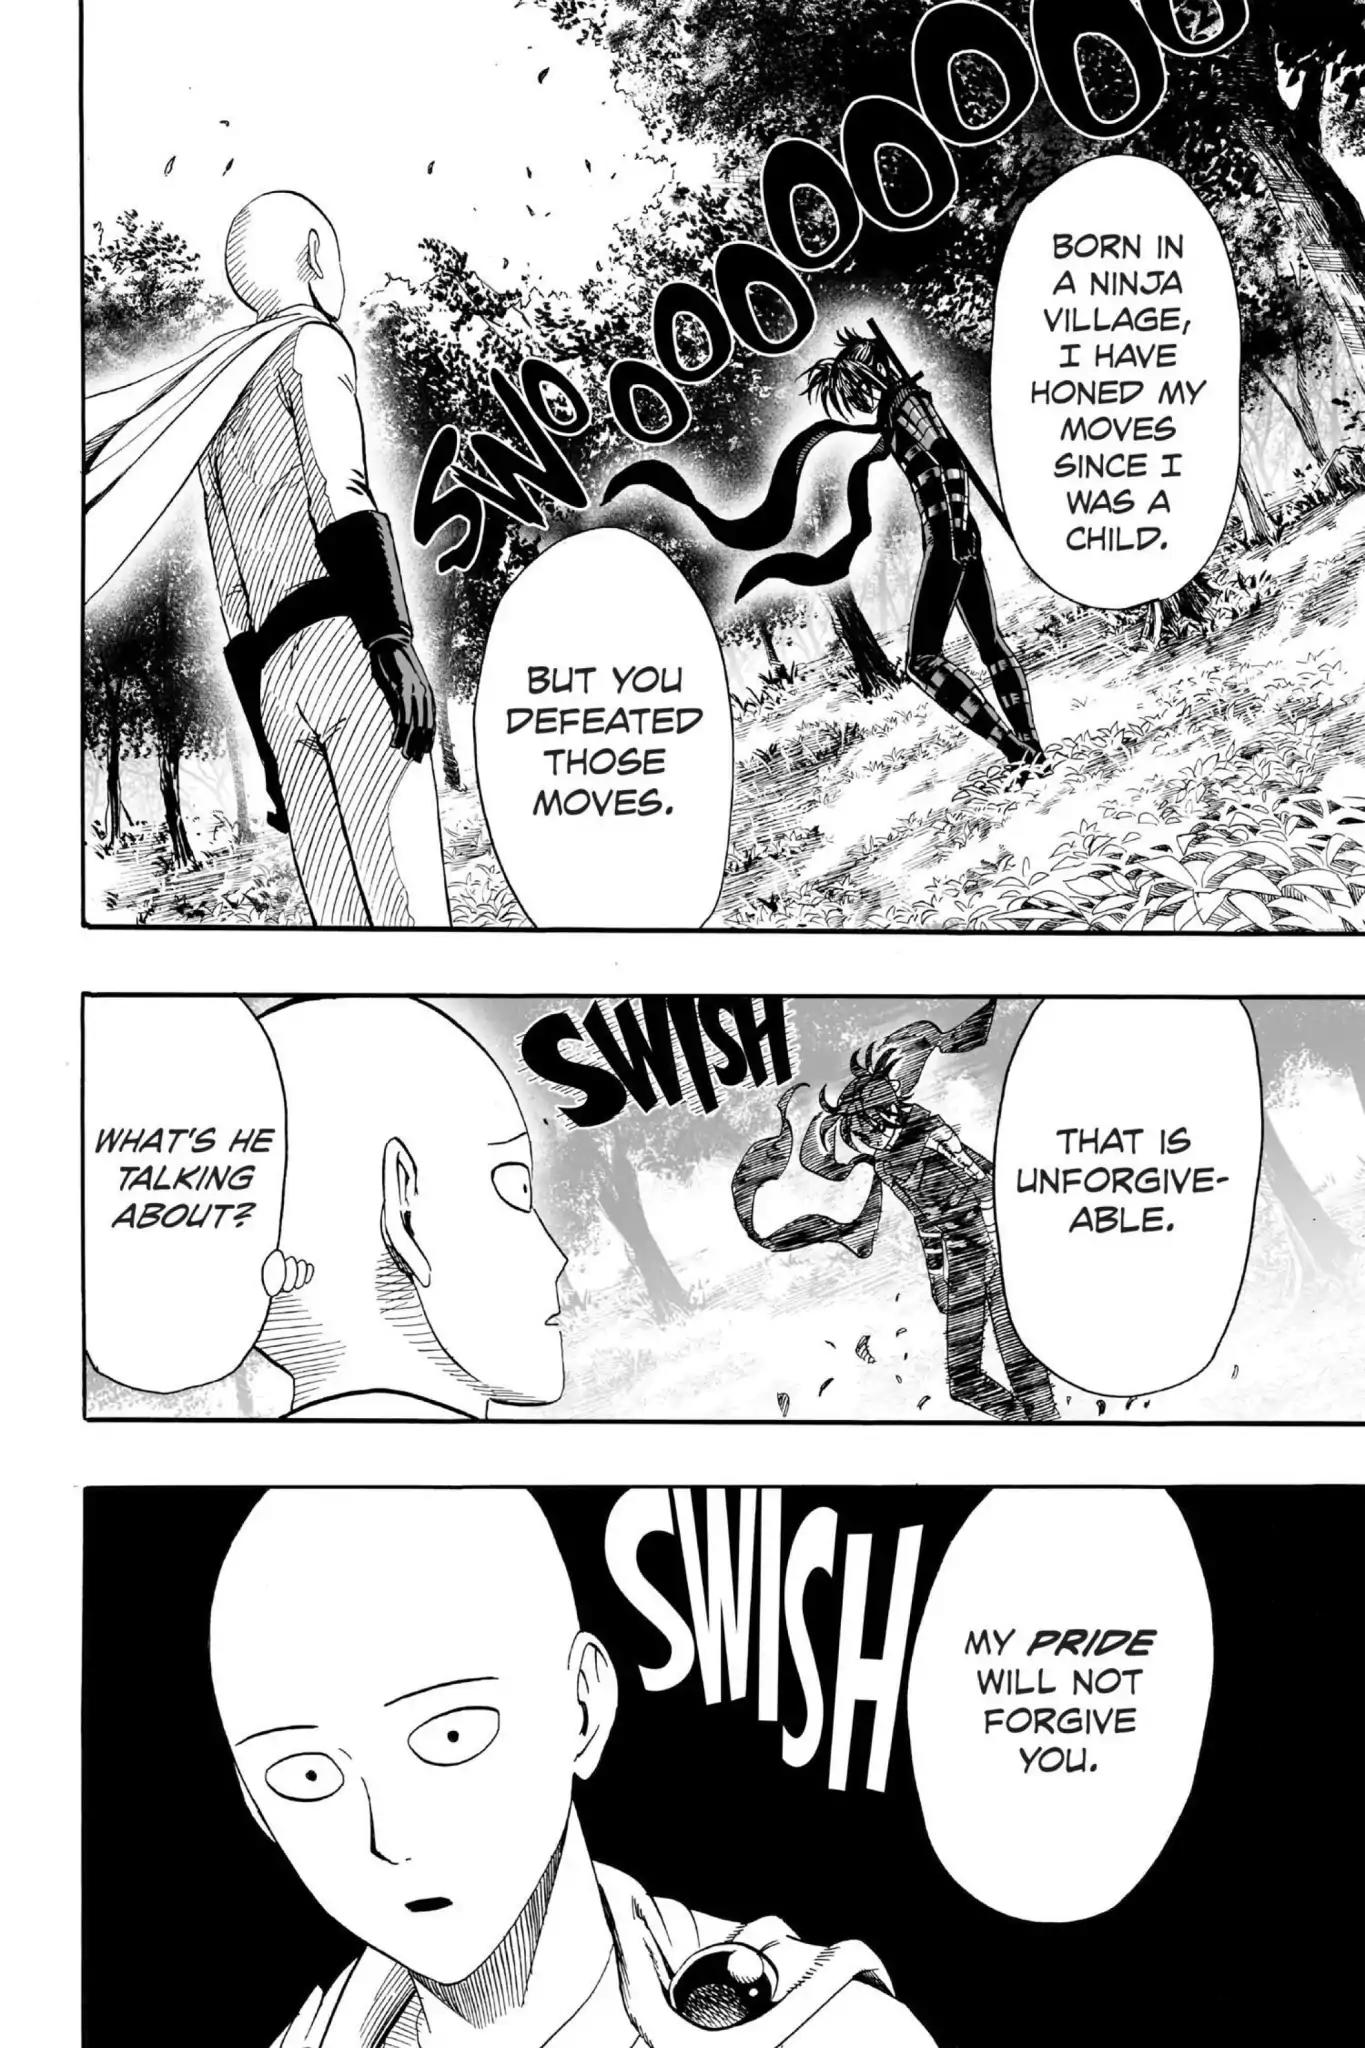 BORN IN
A NINJA
VILLAGE,
I HAVE
HONED MY
MOVES
SINCE I
WAS A
CHILD.
SWOOOOOOOOO
BUT YOU
DEFEATED
THOSE
MOVES.
THAT IS
UNFORGIVE-
ABLE.
SWISH
WHAT'S HE
TALKING
ABOUT?
MY PRIDE
WILL NOT
FORGIVE
YOU.
SWISH